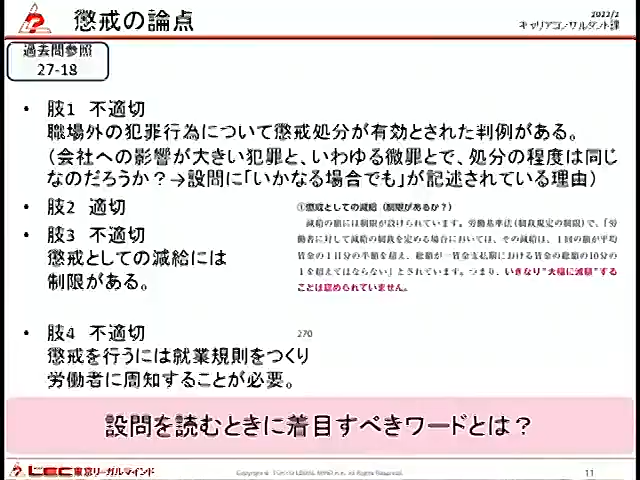 懲戒の論点
2022/2
キャリアコンサルタント課
11
過去問参照
27-18
• 肢1 不適切
職場外の犯罪行為について懲戒処分が有効とされた判例がある。
(会社への影響が大きい犯罪と、いわゆる微罪とで、処分の程度は同じ
なのだろうか？→設問に「いかなる場合でも」が記述されている理由)
• 肢2 適切
• 肢3 不適切
懲戒としての減給には
制限がある。
①懲戒としての減給（制限があるか？）
減給の額には制限が設けられています。労働基準法（制裁規定の制限）で、「労
働者に対して減給の制裁を定める場合においては、その減給は、1回の額が平均
賃金の1日分の半額を超え、総額が一賃金支払期における賃金の総額の10分の
1を超えてはならない」とされています。つまり、いきなり“大幅に減額”する
ことは認められていません。
270
• 肢4 不適切
懲戒を行うには就業規則をつくり
労働者に周知することが必要。
設問を読むときに着目すべきワードとは？
LEC東京リーガルマインド
Copyright © TOKYO LEGAL MIND K.K. All Rights Reserved.
11